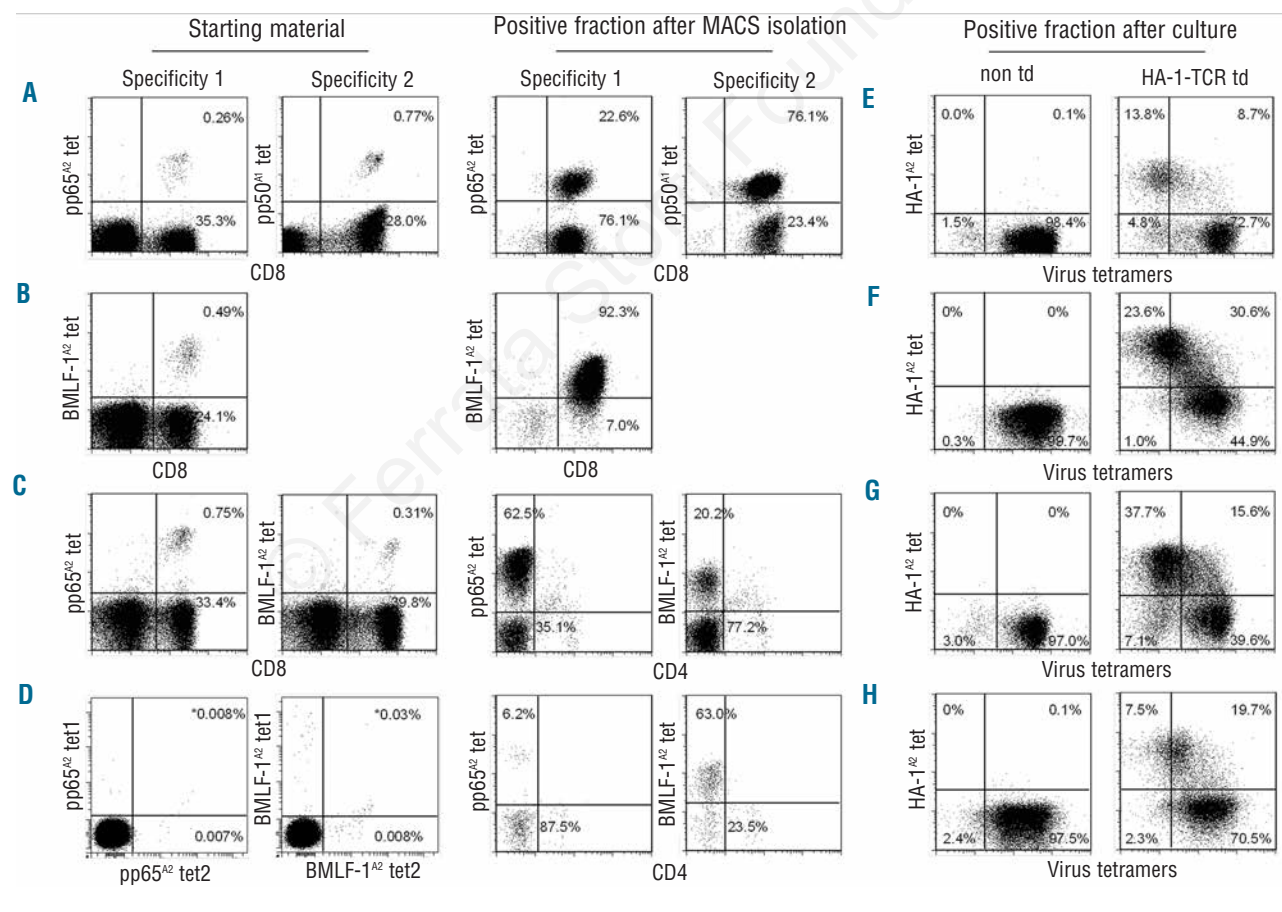 Starting material
Positive fraction after MACS isolation
Positive fraction after culture
Specificity 1
Specificity 2
Specificity 1
Specificity 2
non td
HA-1-TCR td
A
pp65A2 tet
0.26%
35.3%
pp50A1 tet
0.77%
28.0%
CD8
pp65A2 tet
22.6%
76.1%
pp50A1 tet
76.1%
23.4%
CD8
E
HA-1A2 tet
0.0%
0.1%
1.5%
98.4%
13.8%
8.7%
4.8%
72.7%
Virus tetramers
B
BMLF-1A2 tet
0.49%
24.1%
CD8
BMLF-1A2 tet
92.3%
7.0%
CD8
F
HA-1A2 tet
0%
0%
0.3%
99.7%
23.6%
30.6%
1.0%
44.9%
Virus tetramers
C
pp65A2 tet
0.75%
33.4%
BMLF-1A2 tet
0.31%
39.8%
CD8
pp65A2 tet
62.5%
35.1%
BMLF-1A2 tet
20.2%
77.2%
CD4
G
HA-1A2 tet
0%
0%
3.0%
97.0%
37.7%
15.6%
7.1%
39.6%
Virus tetramers
D
pp65A2 tet1
*0.008%
0.007%
pp65A2 tet2
BMLF-1A2 tet1
*0.03%
0.008%
BMLF-1A2 tet2
pp65A2 tet
6.2%
87.5%
BMLF-1A2 tet
63.0%
23.5%
CD4
H
HA-1A2 tet
0%
0.1%
2.4%
97.5%
7.5%
19.7%
2.3%
70.5%
Virus tetramers
© Ferrata Storti Found